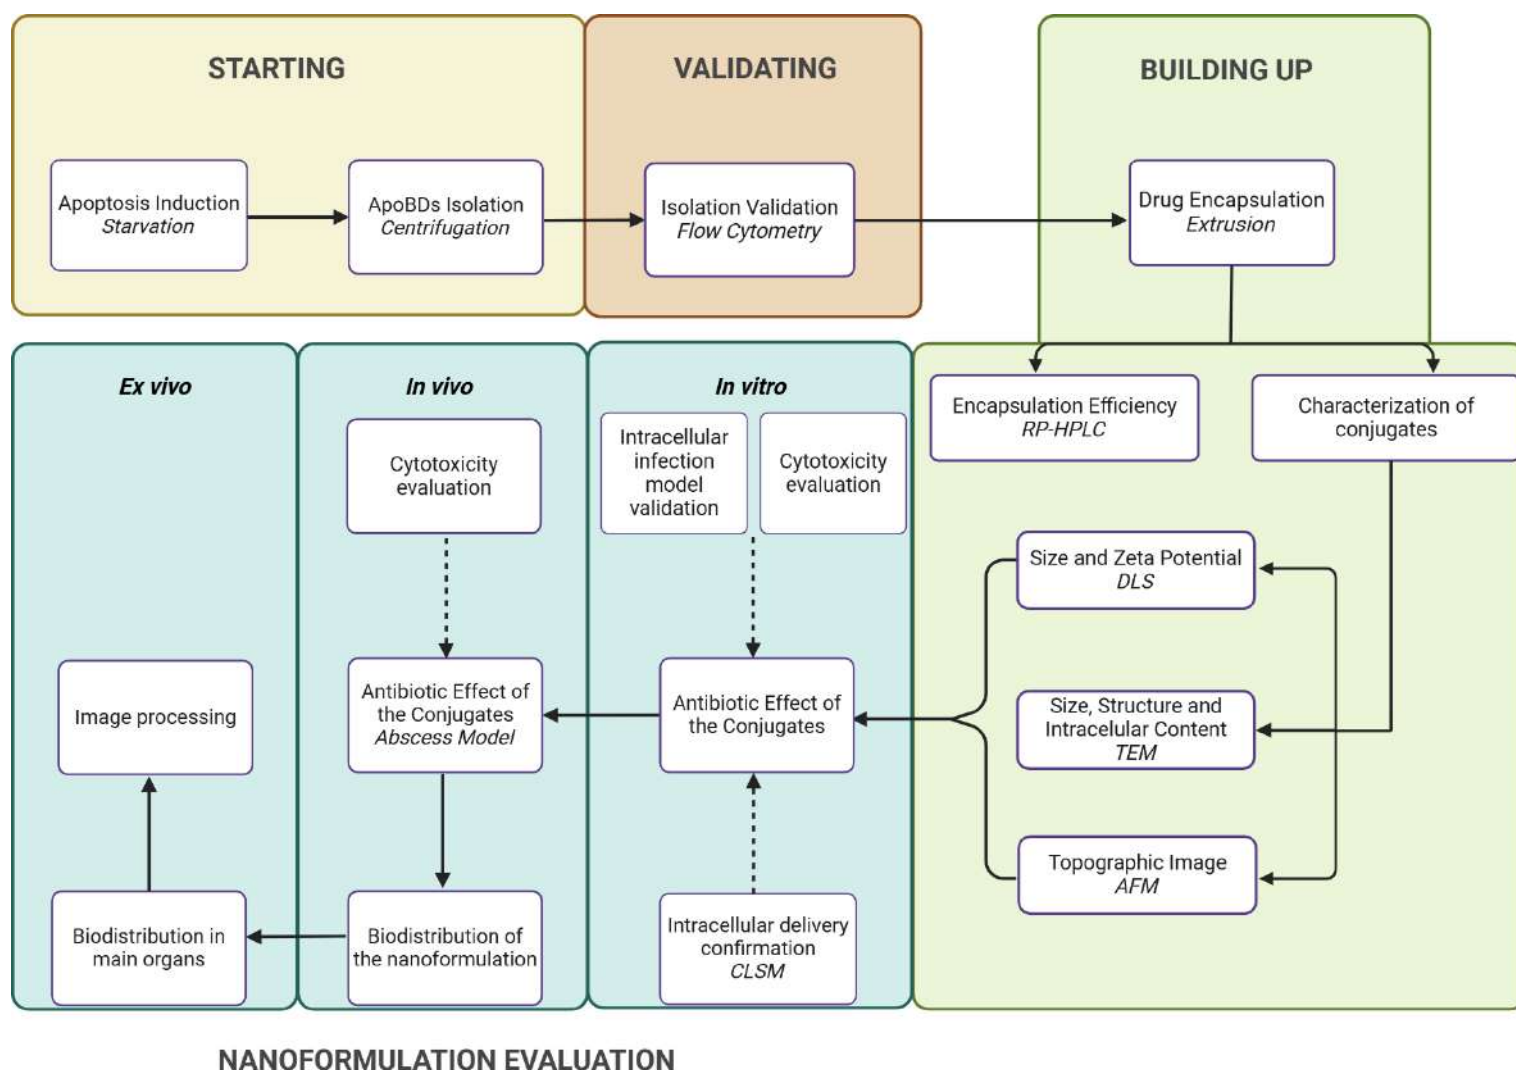 STARTING
VALIDATING
BUILDING UP
Apoptosis Induction
Starvation
ApoBDs Isolation
Centrifugation
Isolation Validation
Flow Cytometry
Drug Encapsulation
Extrusion
Ex vivo
In vivo
In vitro
Encapsulation Efficiency
RP-HPLC
Characterization of
conjugates
Cytotoxicity
evaluation
Intracellular
infection
model
validation
Cytotoxicity
evaluation
Size and Zeta Potential
DLS
Image processing
Antibiotic Effect of
the Conjugates
Abscess Model
Antibiotic Effect of
the Conjugates
Size, Structure and
Intracelular Content
TEM
Topographic Image
AFM
Biodistribution in
main organs
Biodistribution of
the nanoformulation
Intracellular delivery
confirmation
CLSM
NANOFORMULATION EVALUATION